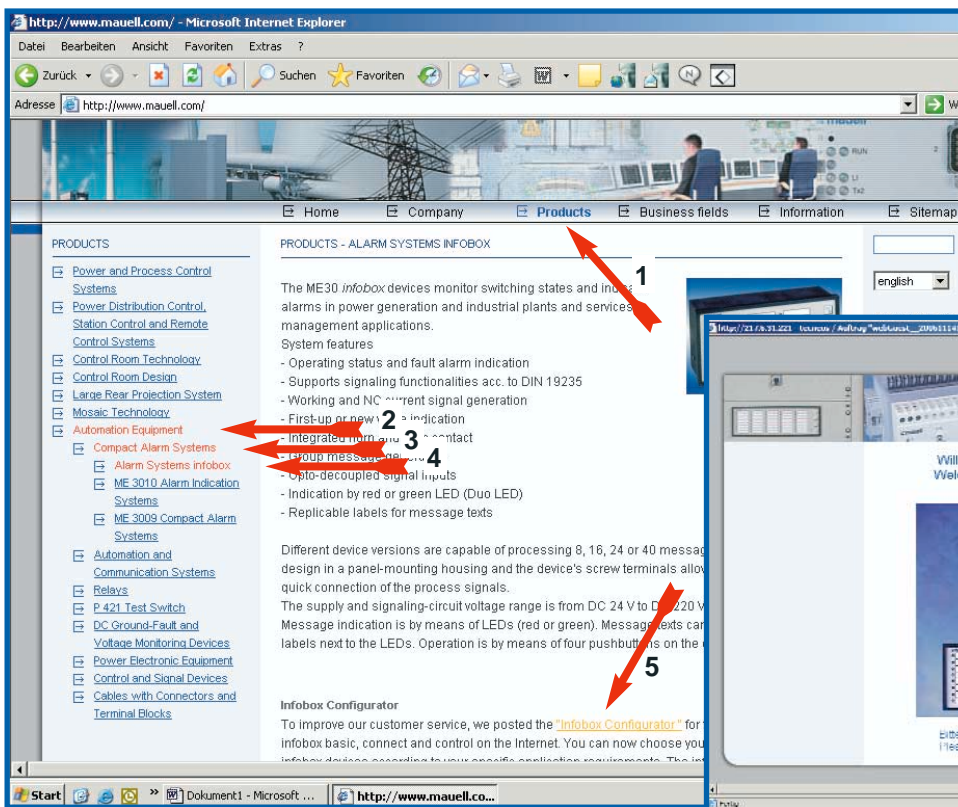 http://www.mauell.com/ - Microsoft Internet Explorer
Datei Bearbeiten Ansicht Favoriten Extras ?
Zurück Suchen Favoriten
Adresse http://www.mauell.com/
RUN
Home Company Products Business fields Information Sitemap
PRODUCTS
Power and Process Control
Systems
Power Distribution Control,
Station Control and Remote
Control Systems
Control Room Technology
Control Room Design
Large Rear Projection System
Mosaic Technology
Automation Equipment
Compact Alarm Systems
Alarm Systems infobox
ME 3010 Alarm Indication
Systems
ME 3009 Compact Alarm
Systems
Automation and
Communication Systems
Relays
P 421 Test Switch
DC Ground-Fault and
Voltage Monitoring Devices
Power Electronic Equipment
Control and Signal Devices
Cables with Connectors and
Terminal Blocks
PRODUCTS - ALARM SYSTEMS INFOBOX
The ME30 infobox devices monitor switching states and
alarms in power generation and industrial plants and services
management applications.
System features
- Operating status and fault alarm indication
- Supports signaling functionalities acc. to DIN 19235
- Working and NC current signal generation
- First-up or new indication
- Integrated horn and contact
- Group message
- Opto-decoupled signal inputs
- Indication by red or green LED (Duo LED)
- Replicable labels for message texts
Different device versions are capable of processing 8, 16, 24 or 40
design in a panel-mounting housing and the device's screw terminals
quick connection of the process signals.
The supply and signaling-circuit voltage range is from DC 24 V to 220 V
Message indication is by means of LEDs (red or green). Message texts
labels next to the LEDs. Operation is by means of four pushbuttons on the
Infobox Configurator
To improve our customer service, we posted the "Infobox Configurator" for
infobox basic, connect and control on the Internet. You can now choose
1
2
3
4
5
english
Start Dokument1 - Microsoft ... http://www.mauell.co...